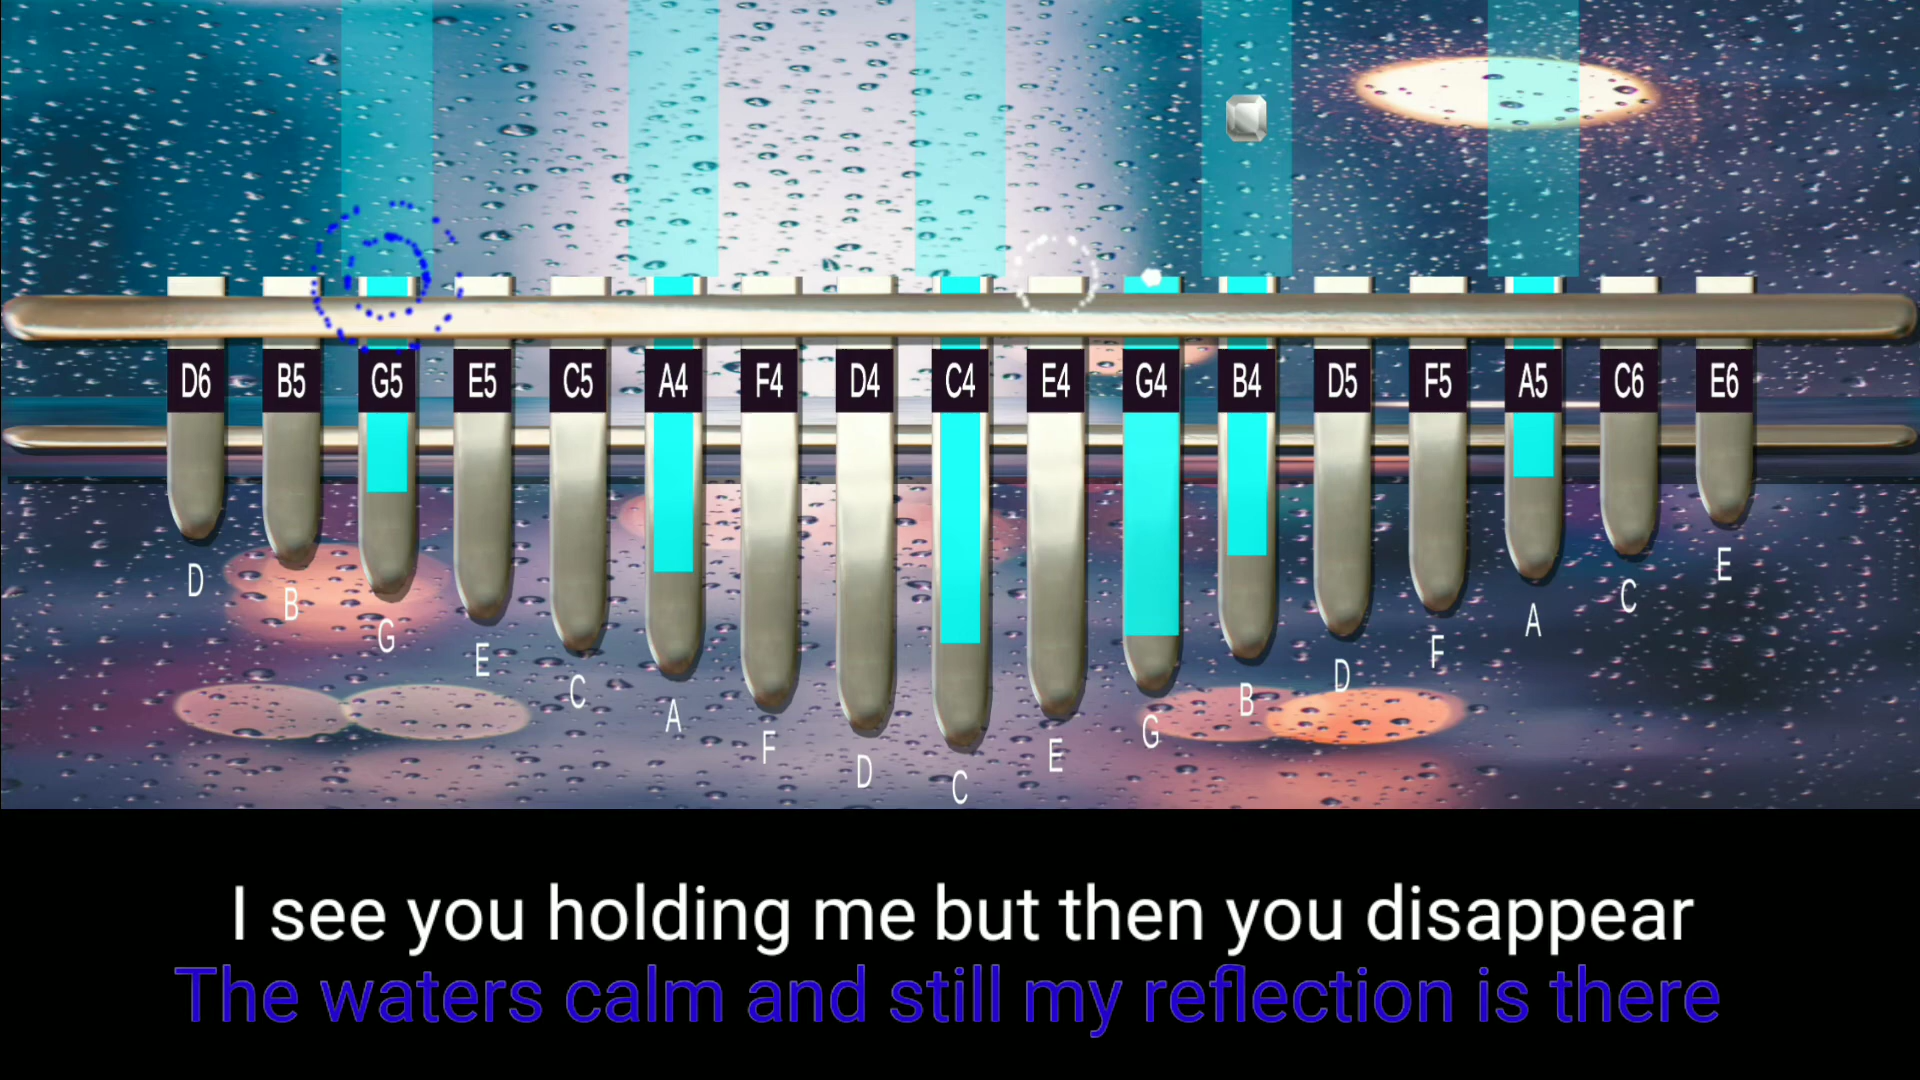 D6 B5 G5 E5 C5 A4 F4 D4 C4 E4 G4 B4 D5 F5 A5 C6 E6
D B G E C A F D C E G B D F A C E
I see you holding me but then you disappear
The waters calm and still my reflection is there